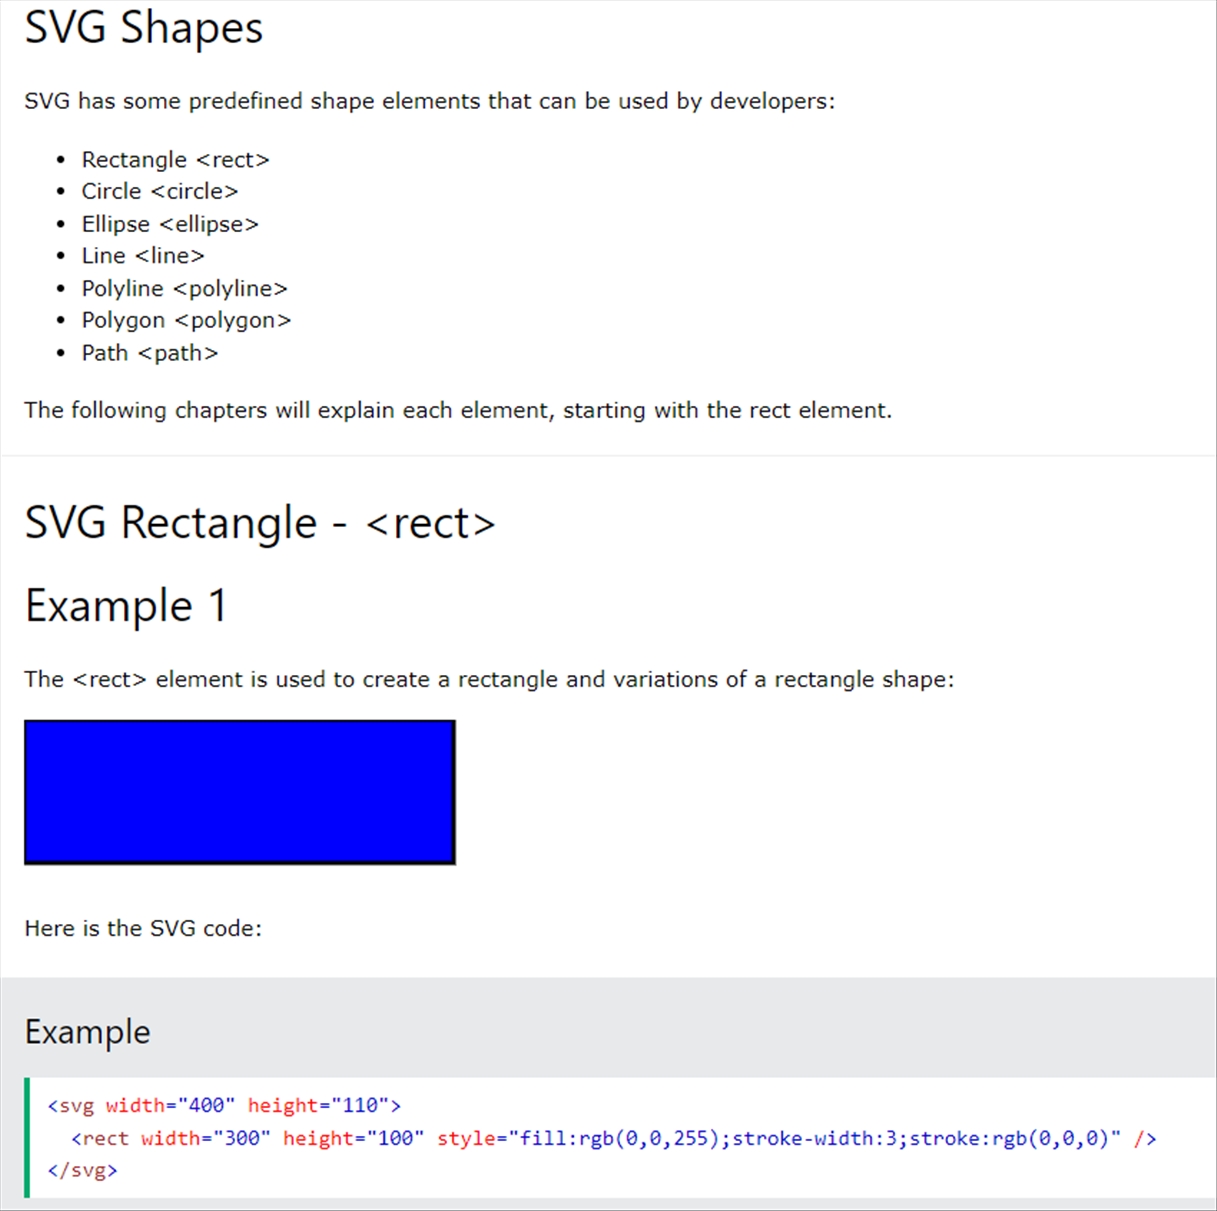 SVG Shapes
SVG has some predefined shape elements that can be used by developers:
• Rectangle <rect>
• Circle <circle>
• Ellipse <ellipse>
• Line <line>
• Polyline <polyline>
• Polygon <polygon>
• Path <path>
The following chapters will explain each element, starting with the rect element.
SVG Rectangle - <rect>
Example 1
The <rect> element is used to create a rectangle and variations of a rectangle shape:
Here is the SVG code:
Example
<svg width="400" height="110">
  <rect width="300" height="100" style="fill:rgb(0,0,255);stroke-width:3;stroke:rgb(0,0,0)" />
</svg>